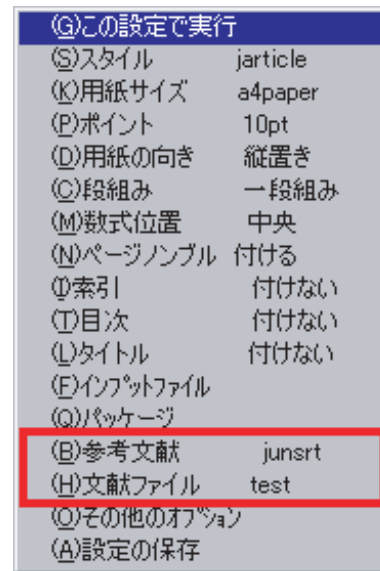 (G)この設定で実行
(S)スタイル jarticle
(K)用紙サイズ a4paper
(P)ポイント 10pt
(D)用紙の向き 縦置き
(C)段組み 一段組み
(M)数式位置 中央
(N)ページノンブル 付ける
(I)索引 付けない
(T)目次 付けない
(L)タイトル 付けない
(F)インプットファイル
(Q)パッケージ
(B)参考文献 junsrt
(H)文献ファイル test
(O)その他のオプション
(A)設定の保存